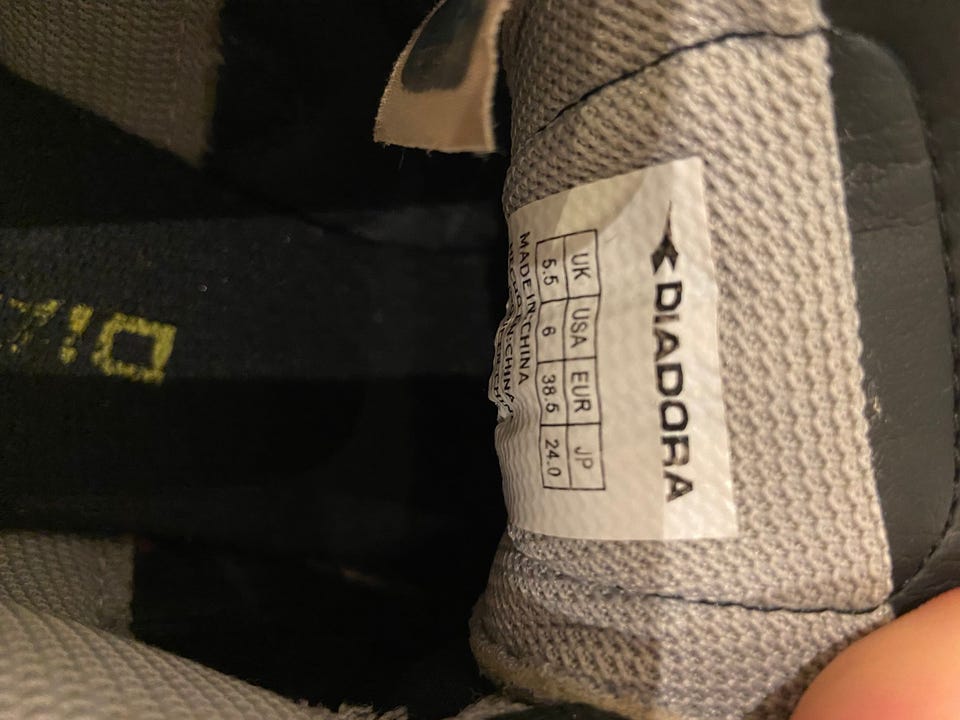 DIADORA
UK USA EUR JP
5.5 6 38.5 24.0
MADE IN:CHINA